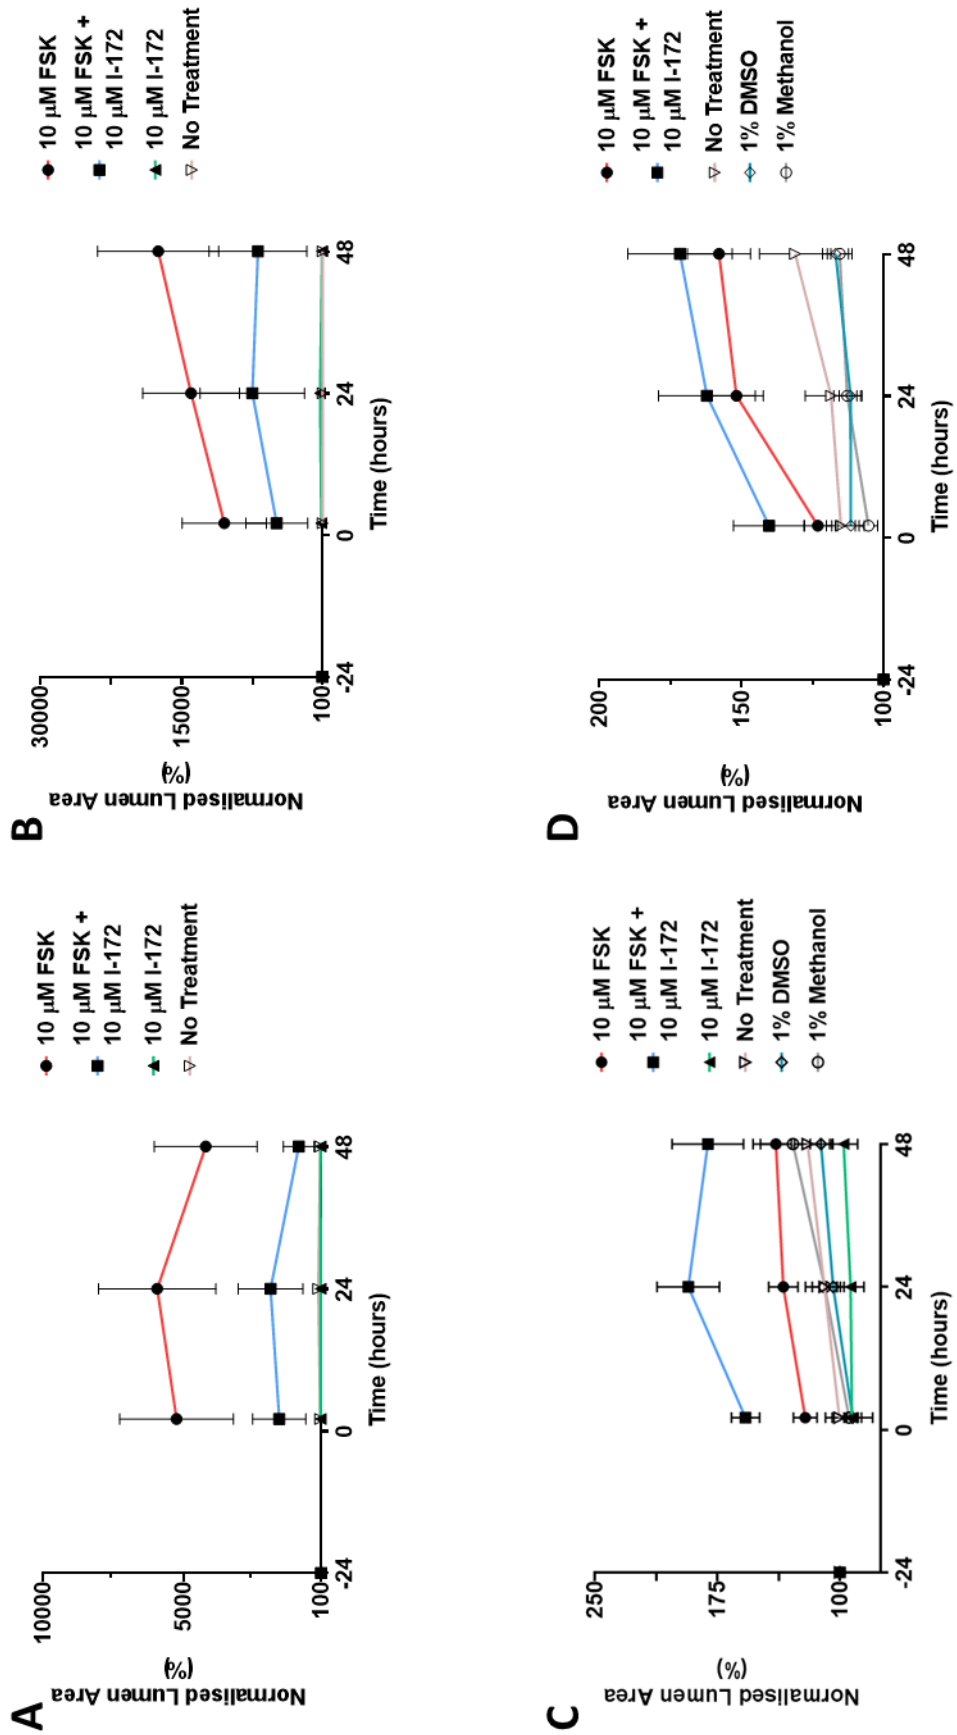 A
Normalised Lumen Area
(%)
10000
5000
100
-24
0
24
48
Time (hours)
10 µM FSK
10 µM FSK +
10 µM I-172
10 µM I-172
No Treatment
B
Normalised Lumen Area
(%)
30000
15000
100
-24
0
24
48
Time (hours)
10 µM FSK
10 µM FSK +
10 µM I-172
10 µM I-172
No Treatment
C
Normalised Lumen Area
(%)
250
175
100
-24
0
24
48
Time (hours)
10 µM FSK
10 µM FSK +
10 µM I-172
10 µM I-172
No Treatment
1% DMSO
1% Methanol
D
Normalised Lumen Area
(%)
200
150
100
-24
0
24
48
Time (hours)
10 µM FSK
10 µM FSK +
10 µM I-172
No Treatment
1% DMSO
1% Methanol